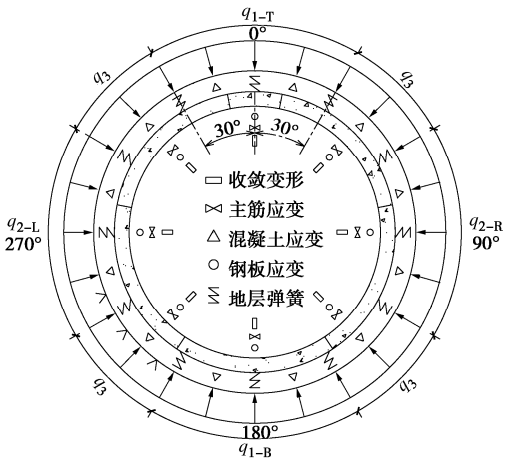 q1-T
0°
q3
q3
30°
30°
收敛变形
主筋应变
混凝土应变
钢板应变
地层弹簧
q2-L
270°
q2-R
90°
q3
q3
180°
q1-B